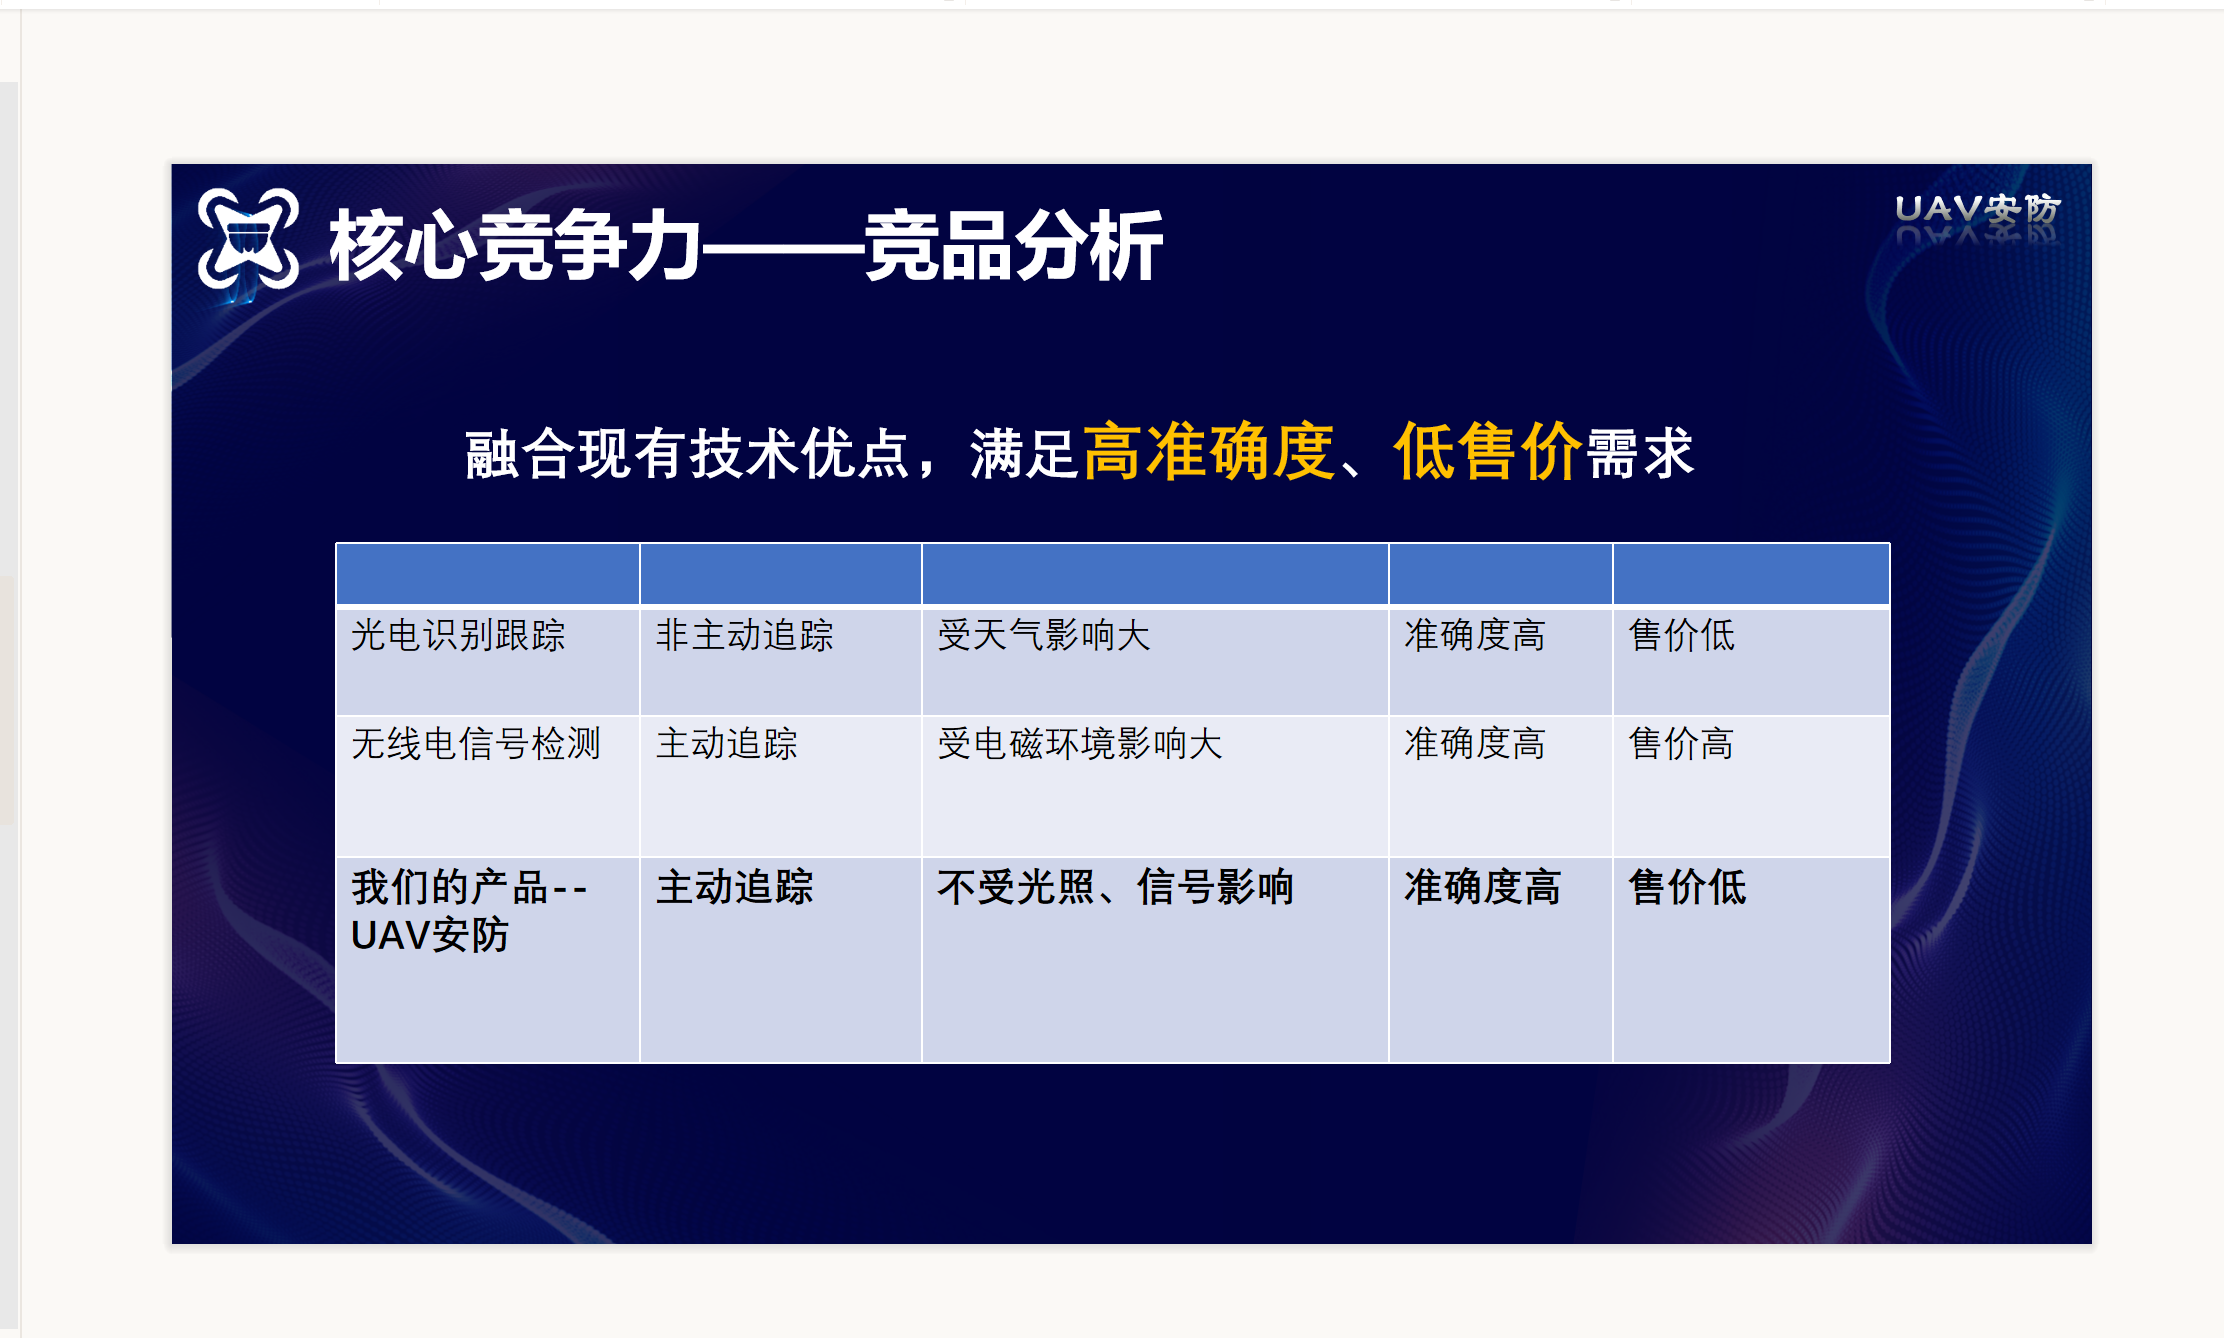 核心竞争力——竞品分析
UAV安防
融合现有技术优点，满足高准确度、低售价需求
光电识别跟踪 非主动追踪 受天气影响大 准确度高 售价低
无线电信号检测 主动追踪 受电磁环境影响大 准确度高 售价高
我们的产品-- 主动追踪 不受光照、信号影响 准确度高 售价低
UAV安防